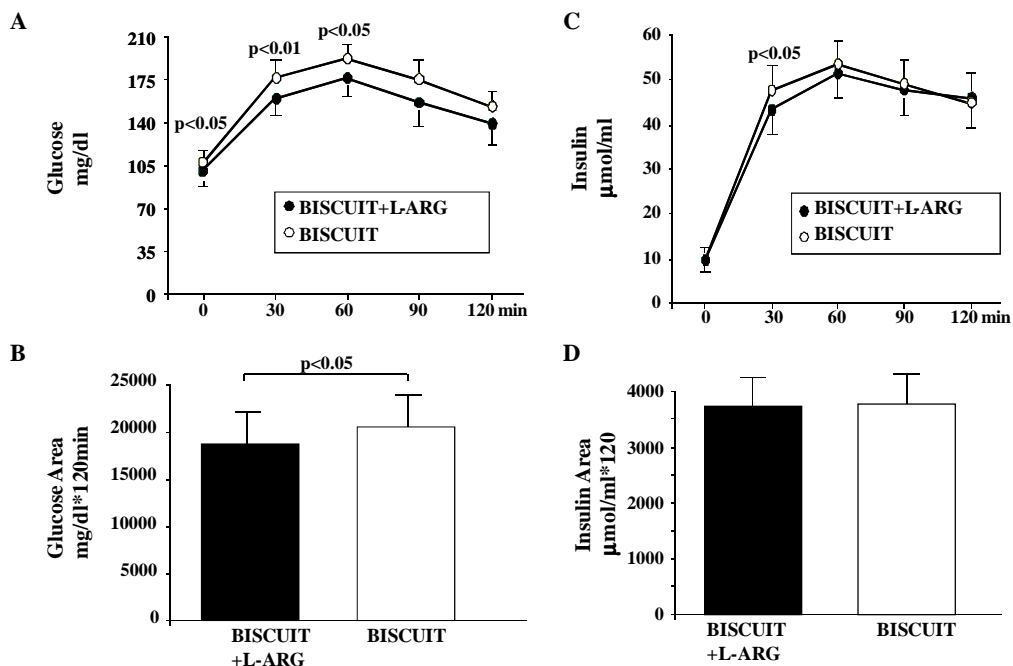 A
210
175
140
105
70
35
0
Glucose
mg/dl
p<0.05
p<0.01
p<0.05
BISCUIT+L-ARG
BISCUIT
0 30 60 90 120 min
C
60
50
40
30
20
10
0
Insulin
µmol/ml
p<0.05
BISCUIT+L-ARG
BISCUIT
0 30 60 90 120 min
B
25000
20000
15000
10000
5000
0
Glucose Area
mg/dl*120min
p<0.05
BISCUIT
+L-ARG
BISCUIT
D
4000
3000
2000
1000
0
Insulin Area
µmol/ml*120
BISCUIT
+L-ARG
BISCUIT